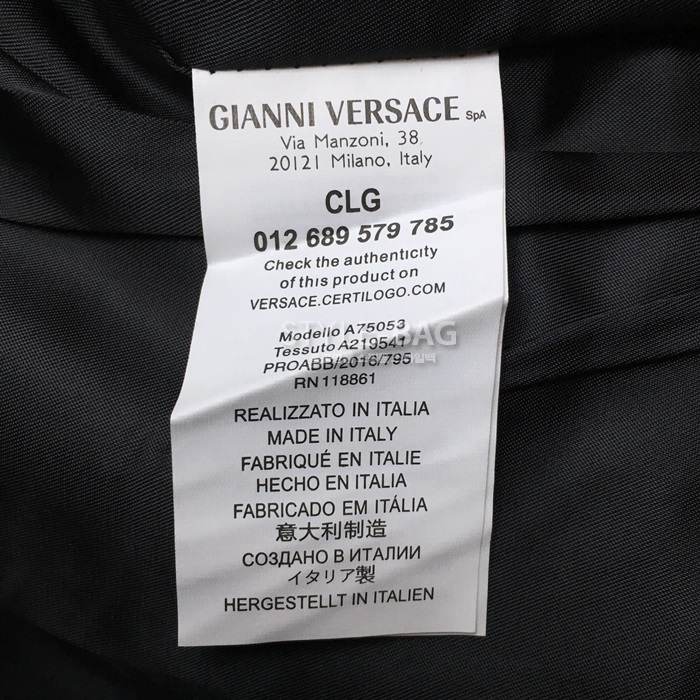 GIANNI VERSACE SpA
Via Manzoni, 38
20121 Milano, Italy
CLG
012 689 579 785
Check the authenticity
of this product on
VERSACE.CERTILOGO.COM
Modello A75053
Tessuto A219541
PROABB/2016/795
RN 118861
REALIZZATO IN ITALIA
MADE IN ITALY
FABRIQUÉ EN ITALIE
HECHO EN ITALIA
FABRICADO EM ITÁLIA
意大利制造
СОЗДАНО В ИТАЛИИ
イタリア製
HERGESTELLT IN ITALIEN